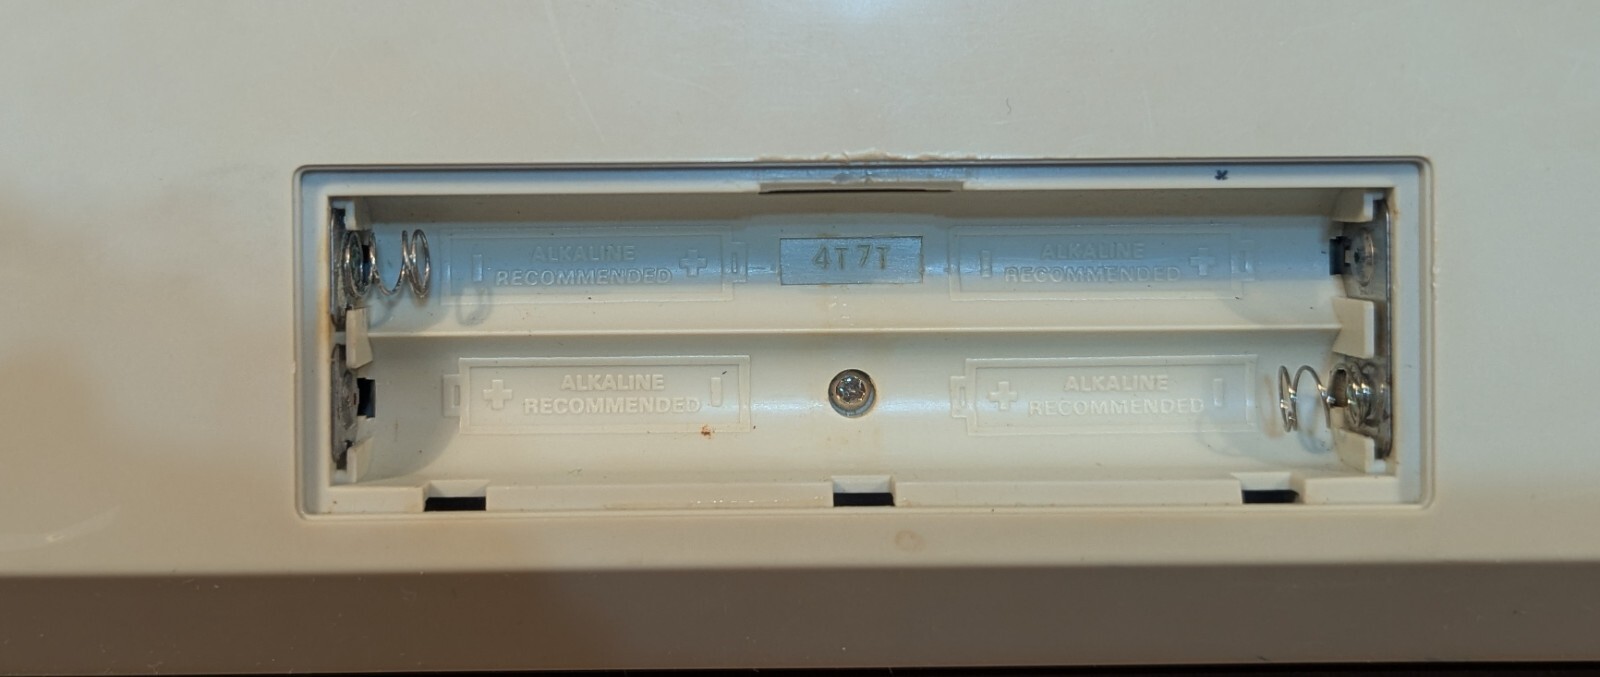 - ALKALINE +
RECOMMENDED
4T 7T
- ALKALINE +
RECOMMENDED
+ ALKALINE -
RECOMMENDED
+ ALKALINE -
RECOMMENDED